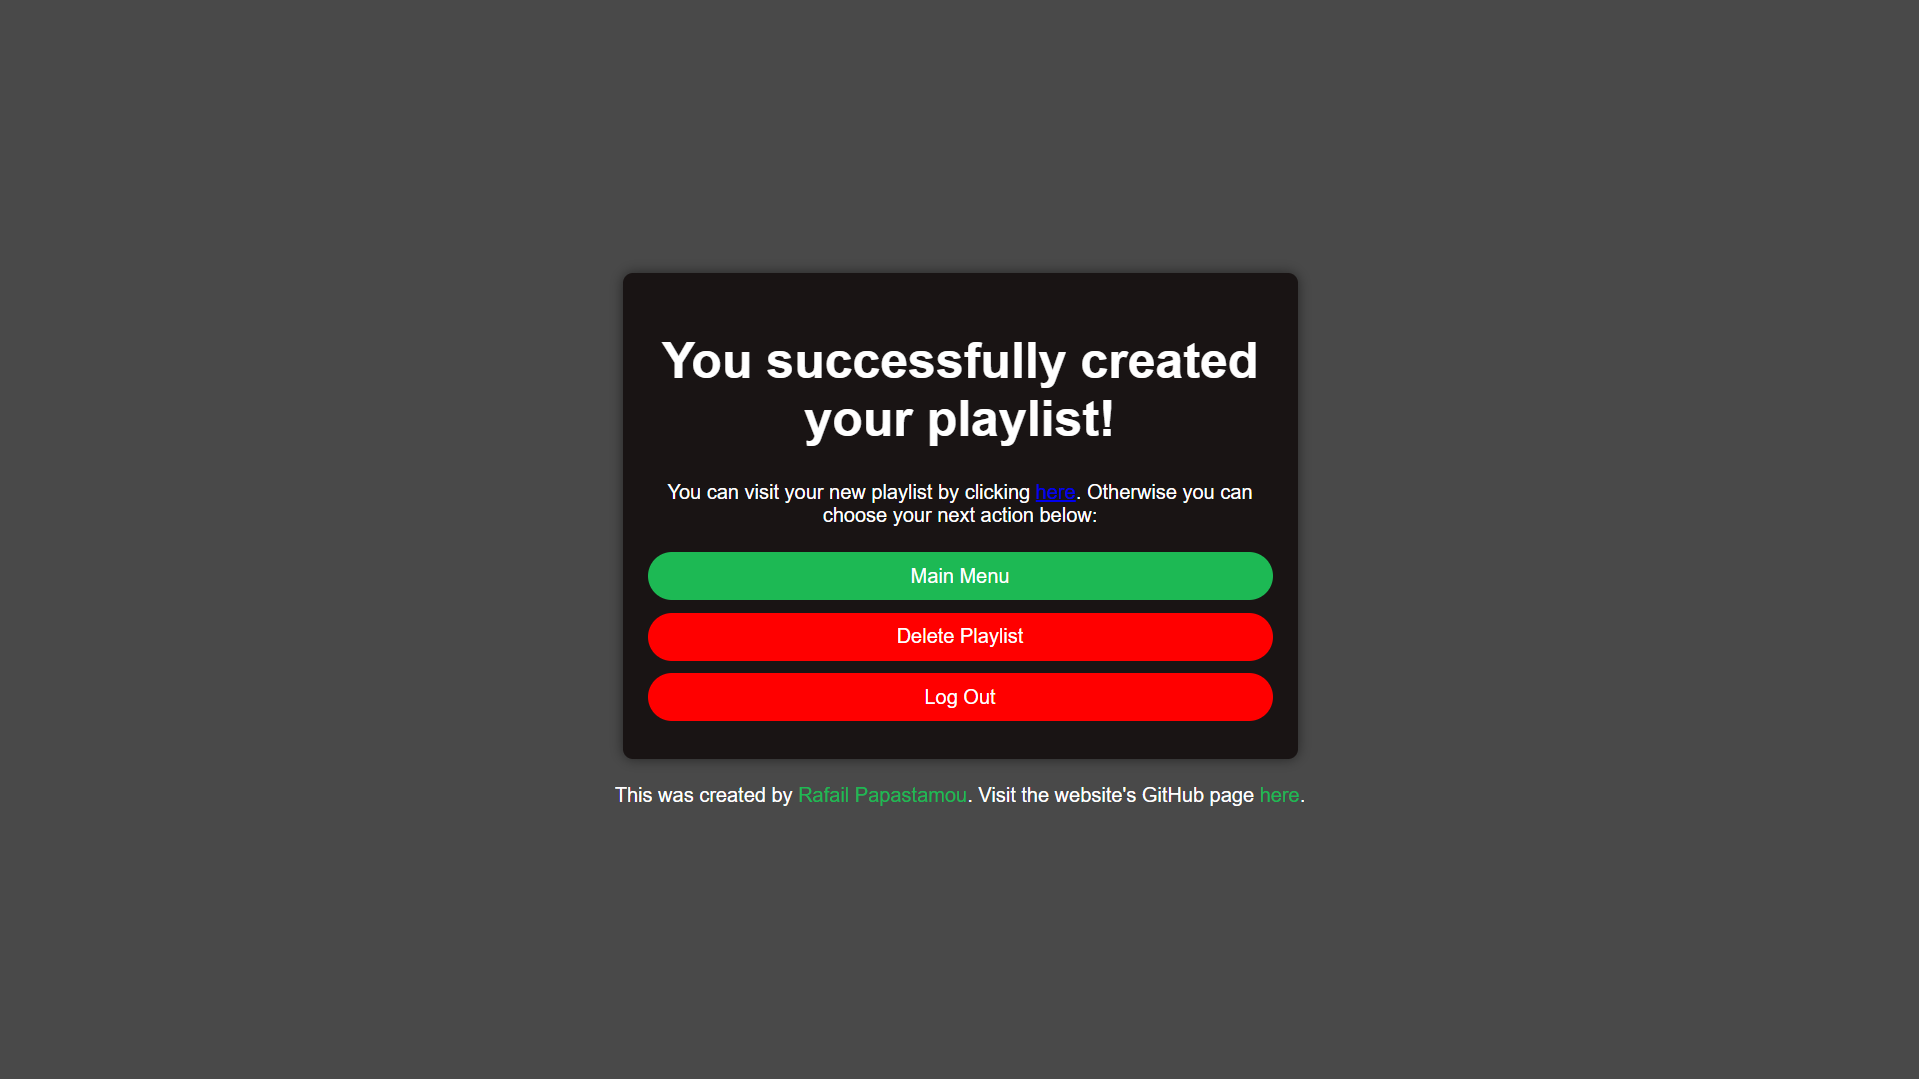 You successfully created
your playlist!
You can visit your new playlist by clicking here. Otherwise you can
choose your next action below:
Main Menu
Delete Playlist
Log Out
This was created by Rafail Papastamou. Visit the website's GitHub page here.